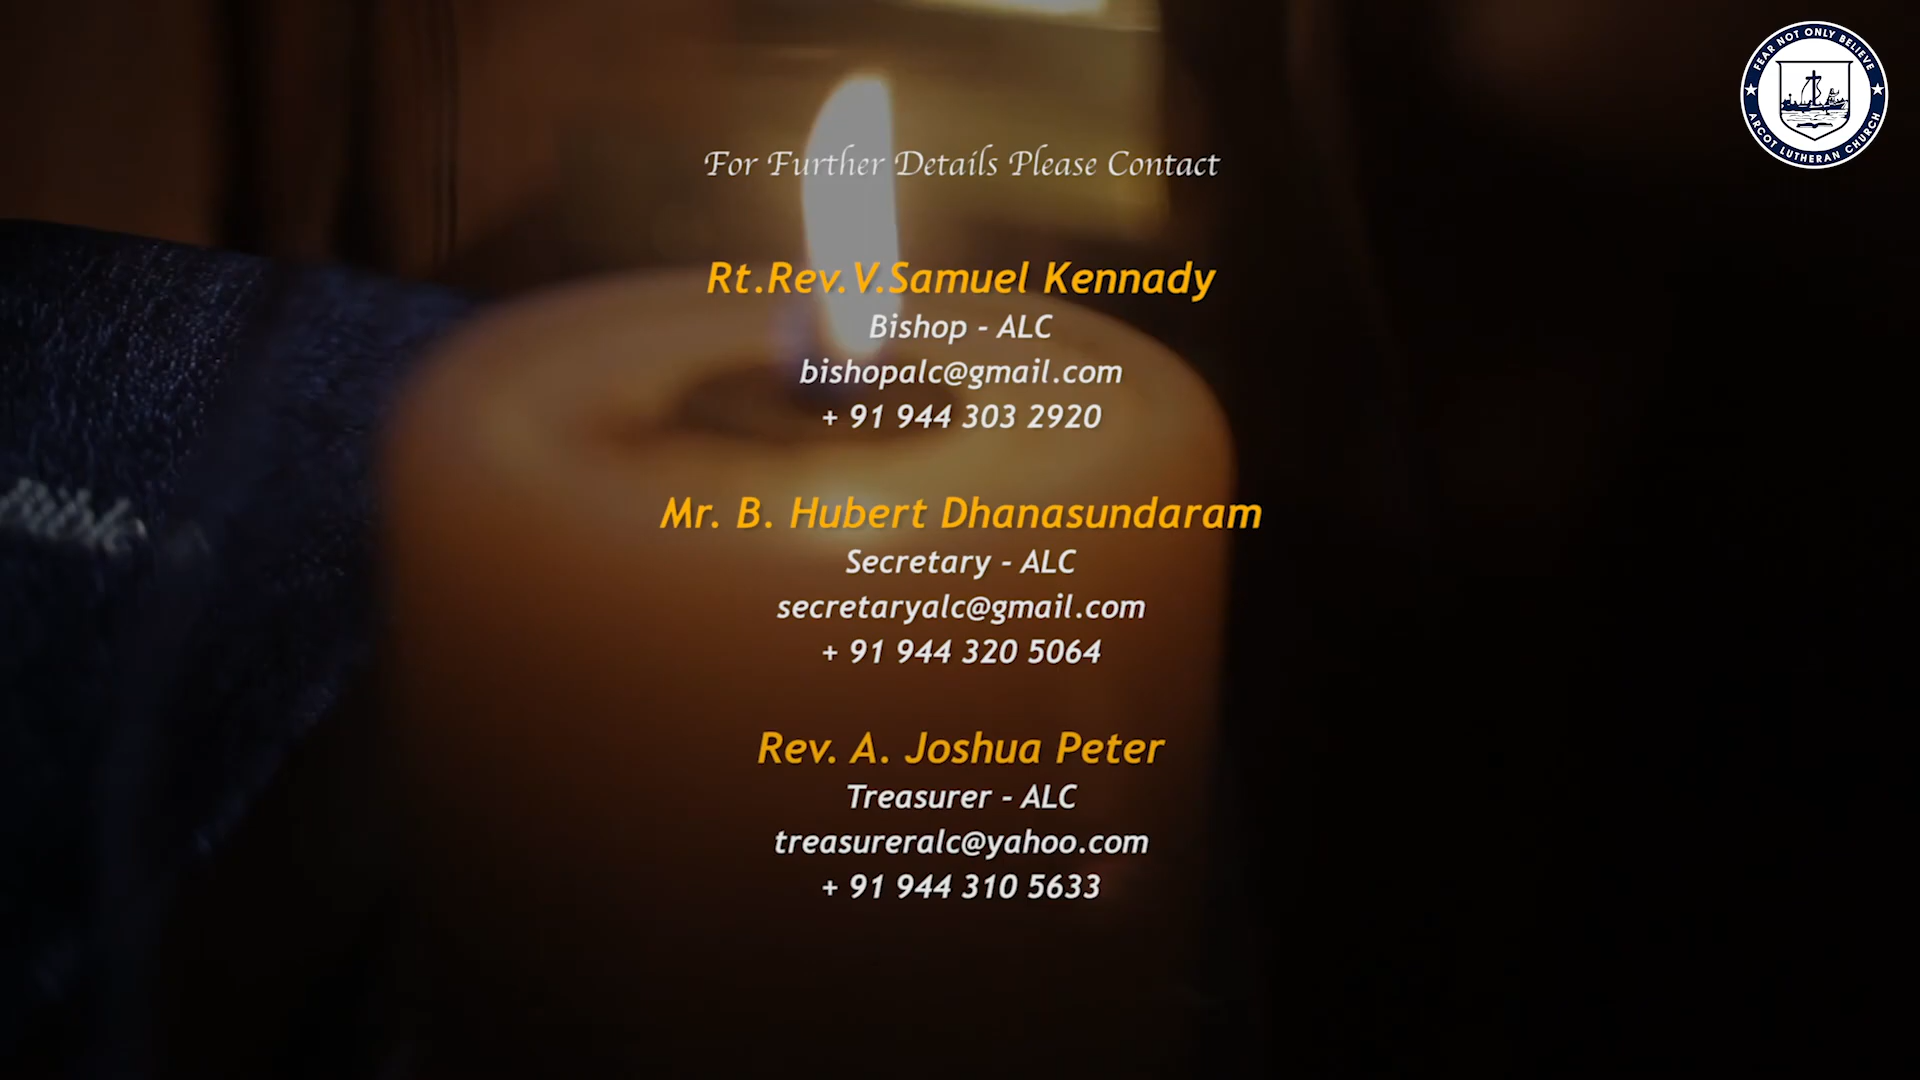 FEAR NOT ONLY BELIEVE
ARCOT LUTHERAN CHURCH
For Further Details Please Contact
Rt.Rev.V.Samuel Kennady
Bishop - ALC
bishopalc@gmail.com
+ 91 944 303 2920
Mr. B. Hubert Dhanasundaram
Secretary - ALC
secretaryalc@gmail.com
+ 91 944 320 5064
Rev. A. Joshua Peter
Treasurer - ALC
treasureralc@yahoo.com
+ 91 944 310 5633